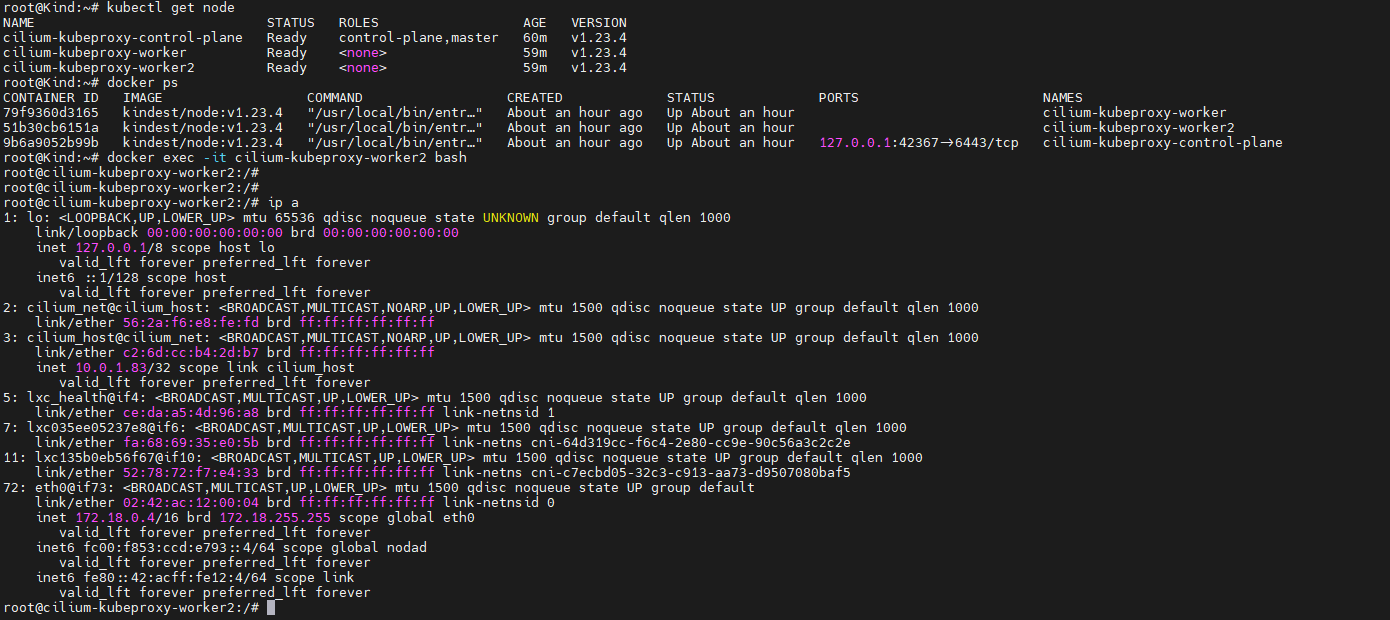 root@Kind:~# kubectl get node
NAME                             STATUS   ROLES                  AGE   VERSION
cilium-kubeproxy-control-plane   Ready    control-plane,master   60m   v1.23.4
cilium-kubeproxy-worker          Ready    <none>                 59m   v1.23.4
cilium-kubeproxy-worker2         Ready    <none>                 59m   v1.23.4
root@Kind:~# docker ps
CONTAINER ID   IMAGE                  COMMAND                  CREATED             STATUS             PORTS                       NAMES
79f9360d3165   kindest/node:v1.23.4   "/usr/local/bin/entr…"   About an hour ago   Up About an hour                               cilium-kubeproxy-worker
51b30cb6151a   kindest/node:v1.23.4   "/usr/local/bin/entr…"   About an hour ago   Up About an hour                               cilium-kubeproxy-worker2
9b6a9052b99b   kindest/node:v1.23.4   "/usr/local/bin/entr…"   About an hour ago   Up About an hour   127.0.0.1:42367->6443/tcp   cilium-kubeproxy-control-plane
root@Kind:~# docker exec -it cilium-kubeproxy-worker2 bash
root@cilium-kubeproxy-worker2:/#
root@cilium-kubeproxy-worker2:/#
root@cilium-kubeproxy-worker2:/# ip a
1: lo: <LOOPBACK,UP,LOWER_UP> mtu 65536 qdisc noqueue state UNKNOWN group default qlen 1000
    link/loopback 00:00:00:00:00:00 brd 00:00:00:00:00:00
    inet 127.0.0.1/8 scope host lo
       valid_lft forever preferred_lft forever
    inet6 ::1/128 scope host
       valid_lft forever preferred_lft forever
2: cilium_net@cilium_host: <BROADCAST,MULTICAST,NOARP,UP,LOWER_UP> mtu 1500 qdisc noqueue state UP group default qlen 1000
    link/ether 56:2a:f6:e8:fe:fd brd ff:ff:ff:ff:ff:ff
3: cilium_host@cilium_net: <BROADCAST,MULTICAST,NOARP,UP,LOWER_UP> mtu 1500 qdisc noqueue state UP group default qlen 1000
    link/ether c2:6d:cc:b4:2d:b7 brd ff:ff:ff:ff:ff:ff
    inet 10.0.1.83/32 scope link cilium_host
       valid_lft forever preferred_lft forever
5: lxc_health@if4: <BROADCAST,MULTICAST,UP,LOWER_UP> mtu 1500 qdisc noqueue state UP group default qlen 1000
    link/ether ce:da:a5:4d:96:a8 brd ff:ff:ff:ff:ff:ff link-netnsid 1
7: lxc035ee05237e8@if6: <BROADCAST,MULTICAST,UP,LOWER_UP> mtu 1500 qdisc noqueue state UP group default qlen 1000
    link/ether fa:68:69:35:e0:5b brd ff:ff:ff:ff:ff:ff link-netns cni-64d319cc-f6c4-2e80-cc9e-90c56a3c2c2e
11: lxc135b0eb56f67@if10: <BROADCAST,MULTICAST,UP,LOWER_UP> mtu 1500 qdisc noqueue state UP group default qlen 1000
    link/ether 52:78:72:f7:e4:33 brd ff:ff:ff:ff:ff:ff link-netns cni-c7ecbd05-32c3-c913-aa73-d9507080baf5
72: eth0@if73: <BROADCAST,MULTICAST,UP,LOWER_UP> mtu 1500 qdisc noqueue state UP group default
    link/ether 02:42:ac:12:00:04 brd ff:ff:ff:ff:ff:ff link-netnsid 0
    inet 172.18.0.4/16 brd 172.18.255.255 scope global eth0
       valid_lft forever preferred_lft forever
    inet6 fc00:f853:ccd:e793::4/64 scope global nodad
       valid_lft forever preferred_lft forever
    inet6 fe80::42:acff:fe12:4/64 scope link
       valid_lft forever preferred_lft forever
root@cilium-kubeproxy-worker2:/#